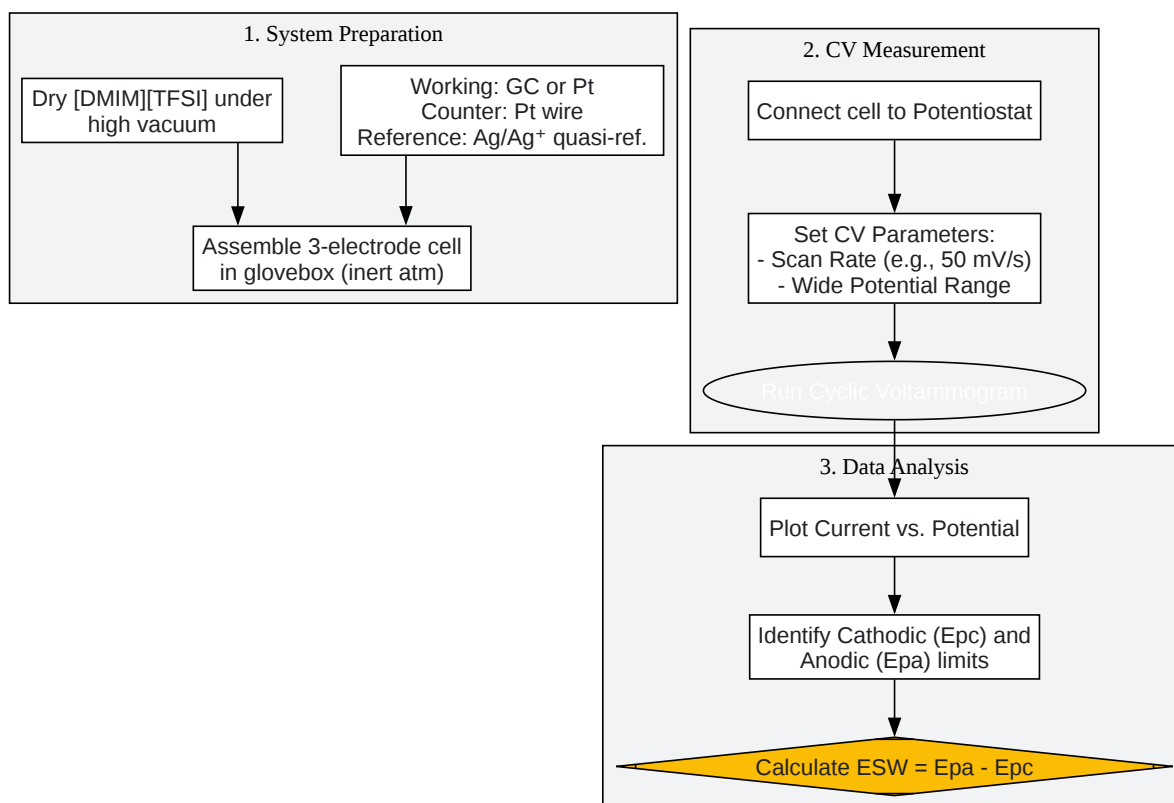 1. System Preparation
Dry [DMIM][TFSI] under
high vacuum
Working: GC or Pt
Counter: Pt wire
Reference: Ag/Ag⁺ quasi-ref.
Assemble 3-electrode cell
in glovebox (inert atm)
2. CV Measurement
Connect cell to Potentiostat
Set CV Parameters:
- Scan Rate (e.g., 50 mV/s)
- Wide Potential Range
Run Cyclic Voltammogram
3. Data Analysis
Plot Current vs. Potential
Identify Cathodic (Epc) and
Anodic (Epa) limits
Calculate ESW = Epa - Epc